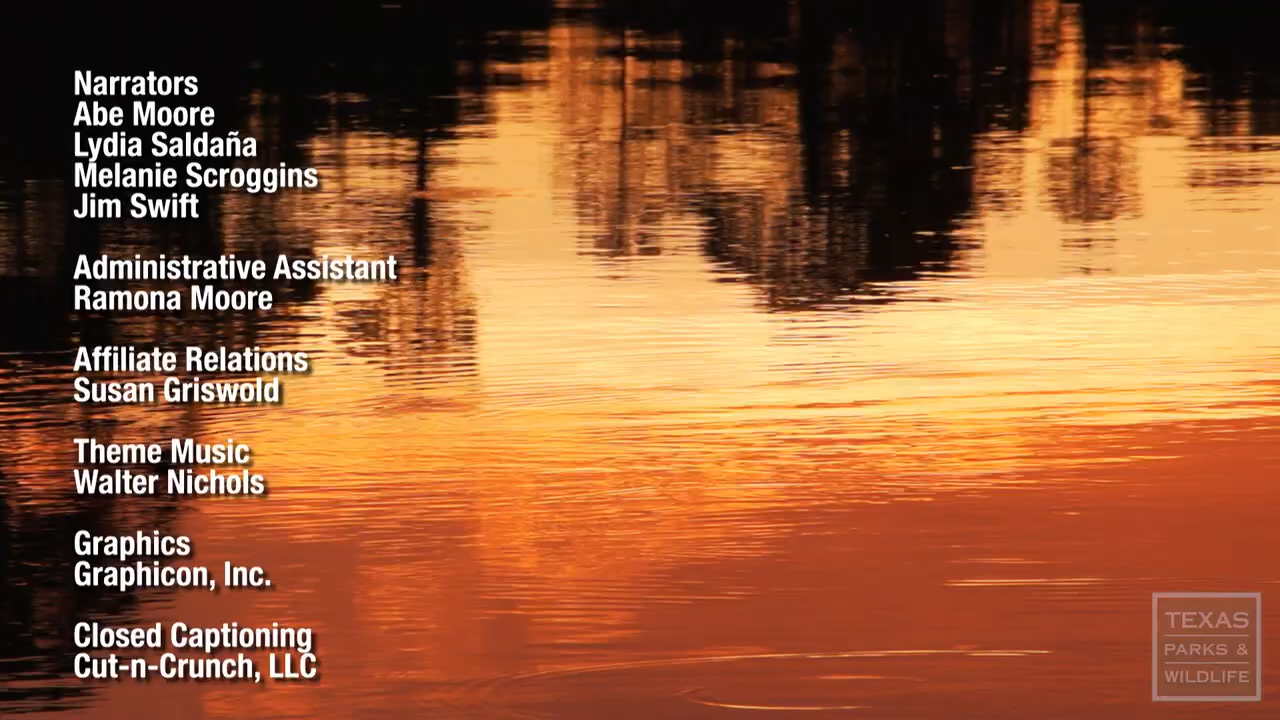 Narrators
Abe Moore
Lydia Saldaña
Melanie Scroggins
Jim Swift
Administrative Assistant
Ramona Moore
Affiliate Relations
Susan Griswold
Theme Music
Walter Nichols
Graphics
Graphicon, Inc.
Closed Captioning
Cut-n-Crunch, LLC
TEXAS
PARKS &
WILDLIFE